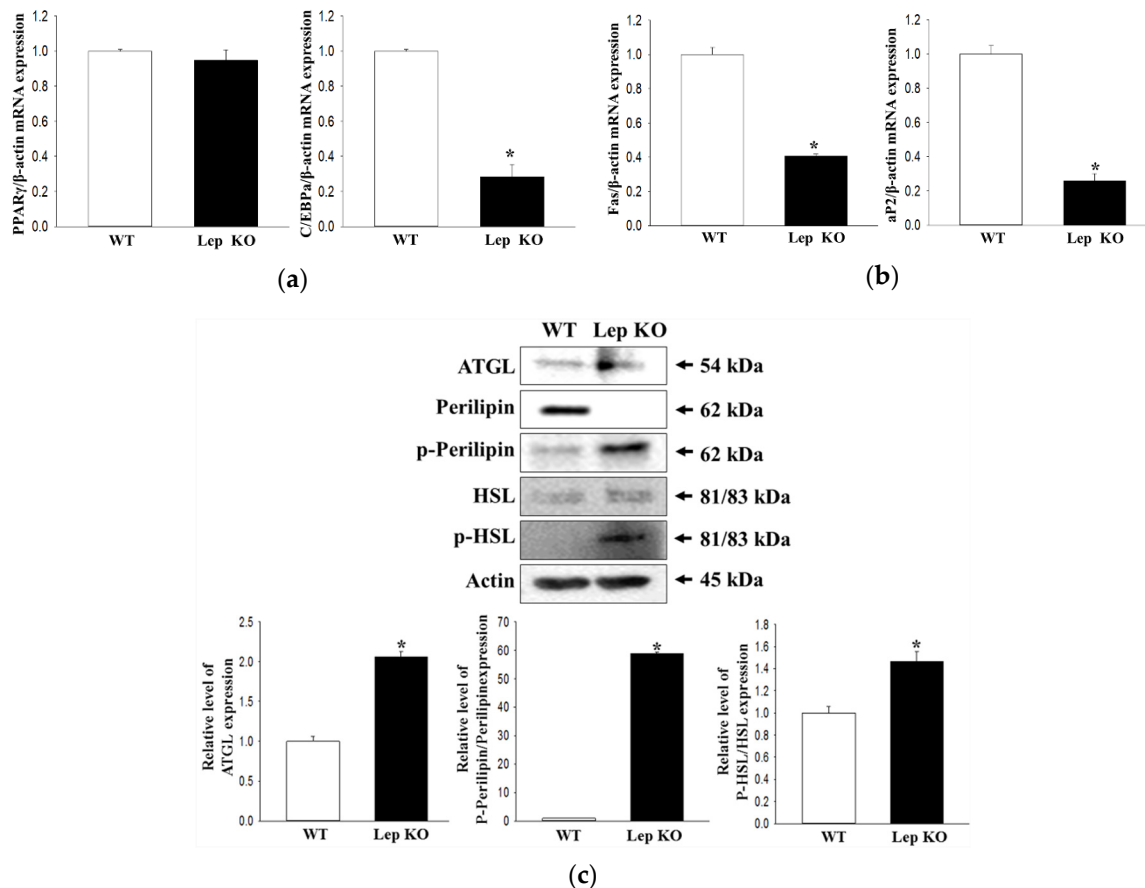 PPARγ/β-actin mRNA expression
1.2
1.0
0.8
0.6
0.4
0.2
0.0
WT
Lep KO
C/EBPa/β-actin mRNA expression
1.2
1.0
0.8
0.6
0.4
0.2
0.0
*
WT
Lep KO
(a)
Fas/β-actin mRNA expression
1.2
1.0
0.8
0.6
0.4
0.2
0.0
*
WT
Lep KO
aP2/β-actin mRNA expression
1.2
1.0
0.8
0.6
0.4
0.2
0.0
*
WT
Lep KO
(b)
WT Lep KO
ATGL ← 54 kDa
Perilipin ← 62 kDa
p-Perilipin ← 62 kDa
HSL ← 81/83 kDa
p-HSL ← 81/83 kDa
Actin ← 45 kDa
Relative level of
ATGL expression
2.5
2.0
1.5
1.0
0.5
0.0
*
WT
Lep KO
Relative level of
P-Perilipin/Perilipinexpression
70
60
50
40
30
20
10
0
*
WT
Lep KO
Relative level of
P-HSL/HSL expression
1.8
1.6
1.4
1.2
1.0
0.8
0.6
0.4
0.2
0.0
*
WT
Lep KO
(c)